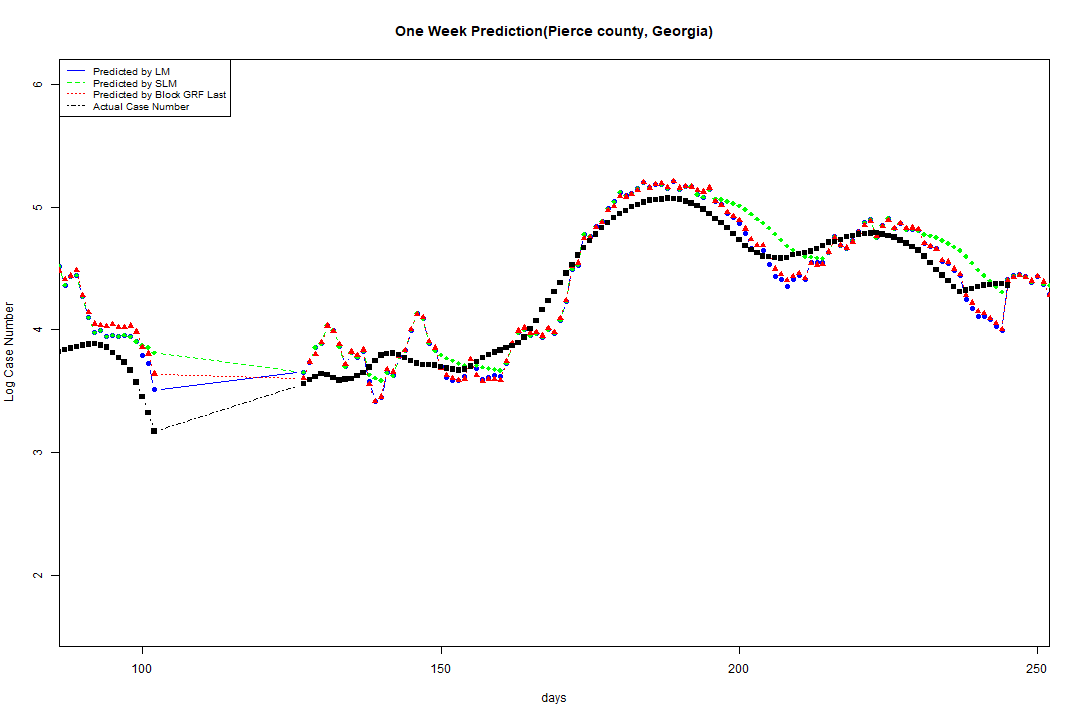 One Week Prediction(Pierce county, Georgia)
Predicted by LM
Predicted by SLM
Predicted by Block GRF Last
Actual Case Number
6
5
4
3
2
Log Case Number
100 150 200 250
days